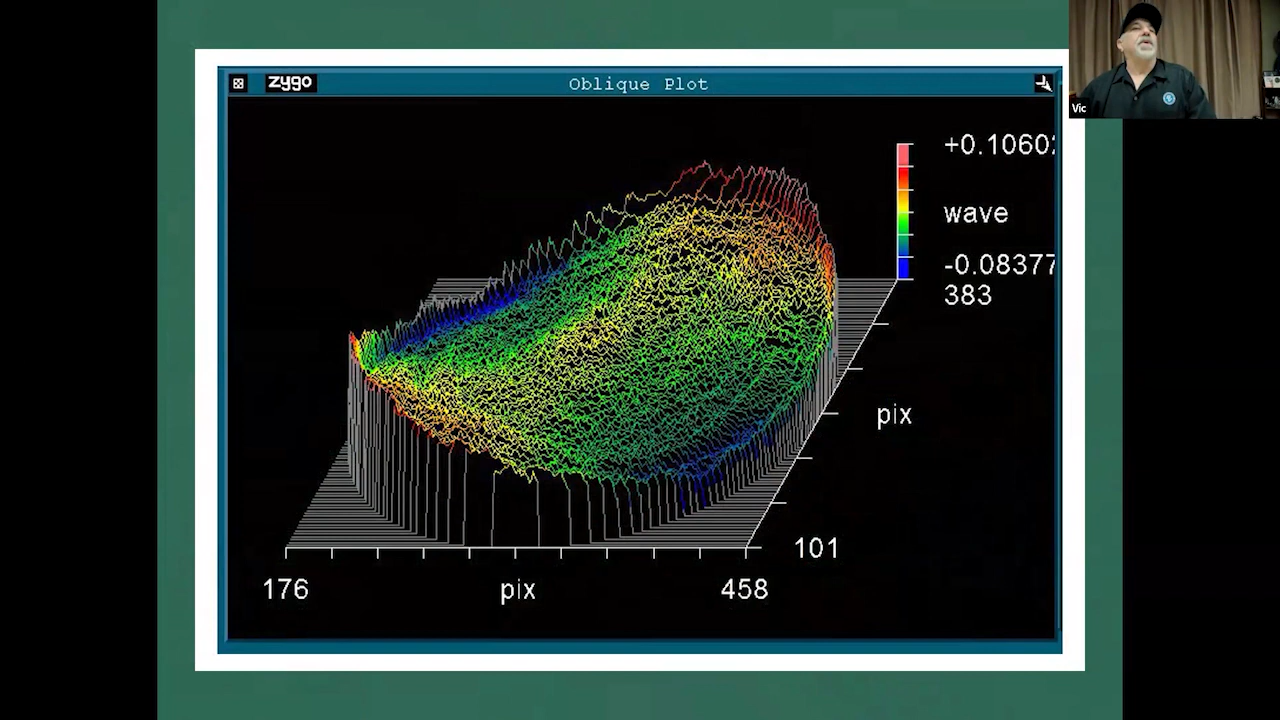 zygo
Oblique Plot
Vic
+0.1060
wave
-0.08377
383
pix
101
176
pix
458